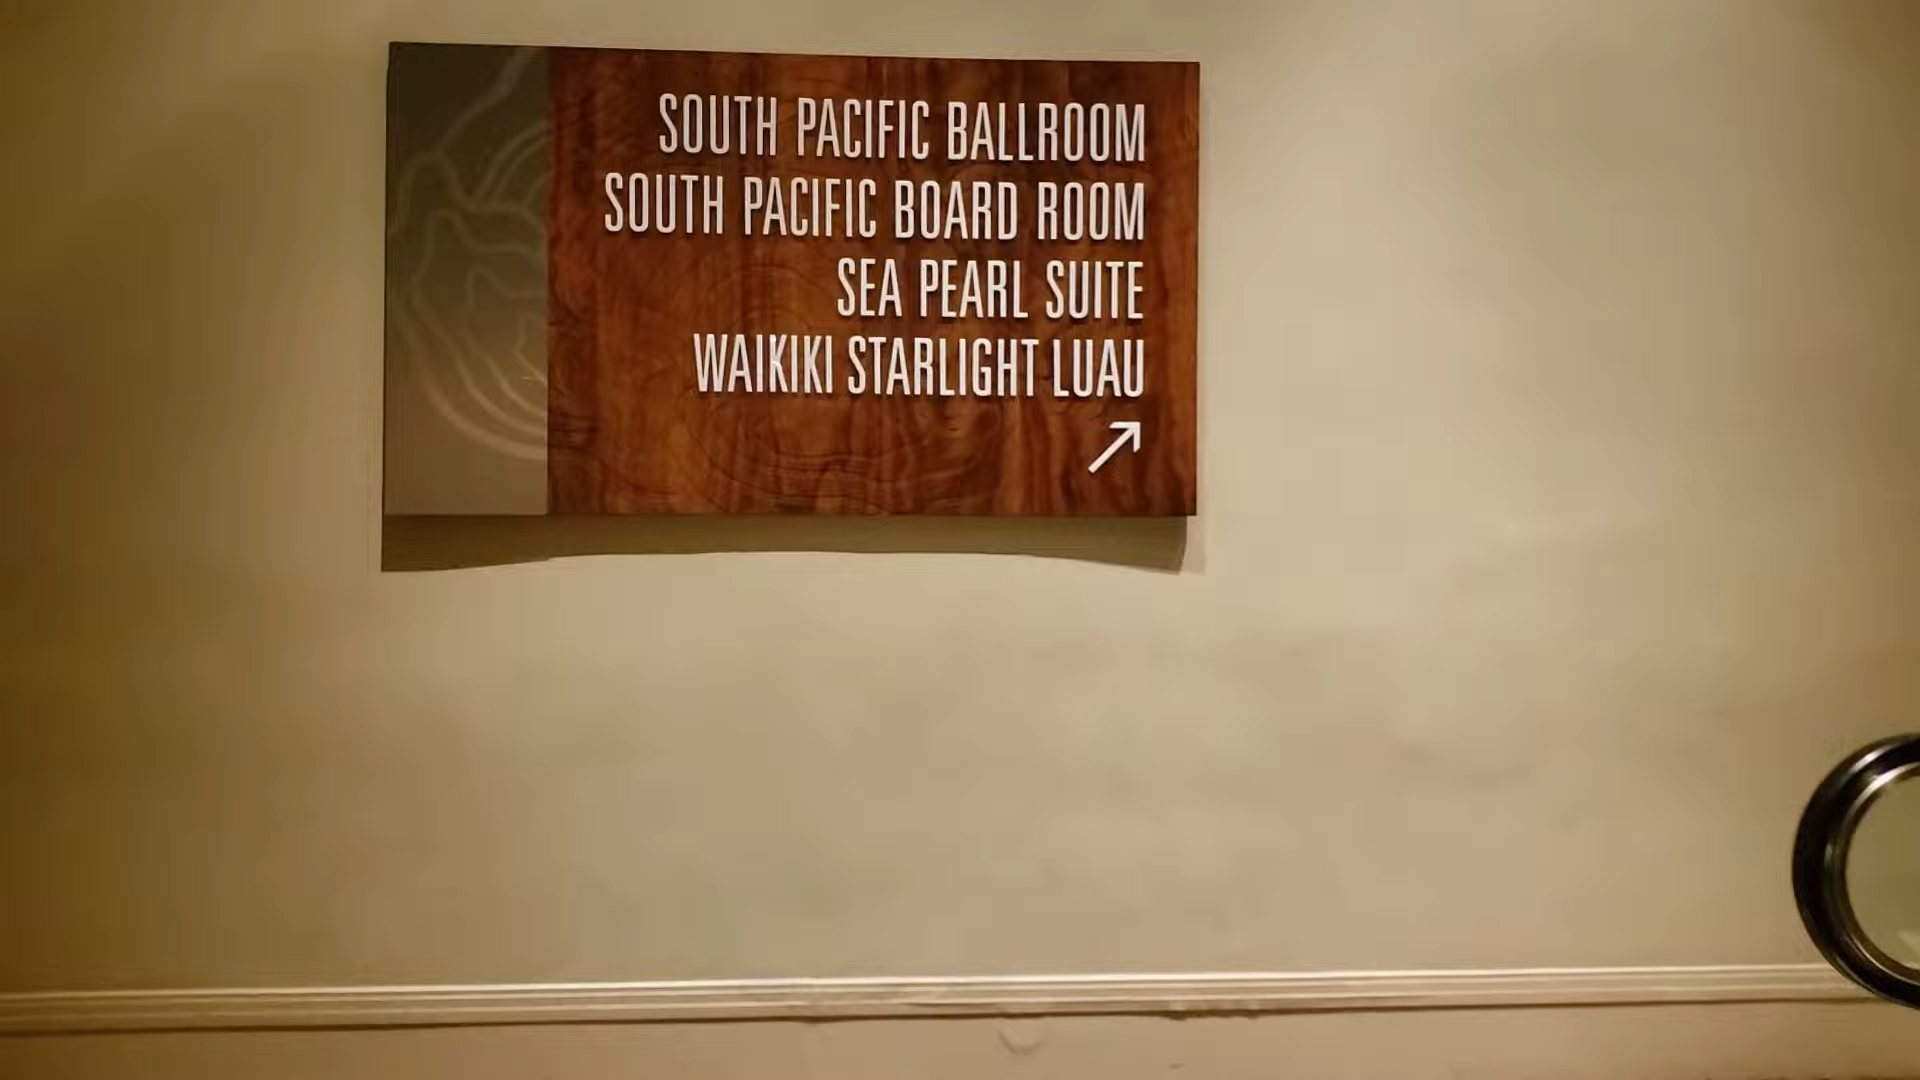 SOUTH PACIFIC BALLROOM
SOUTH PACIFIC BOARD ROOM
SEA PEARL SUITE
WAIKIKI STARLIGHT LUAU